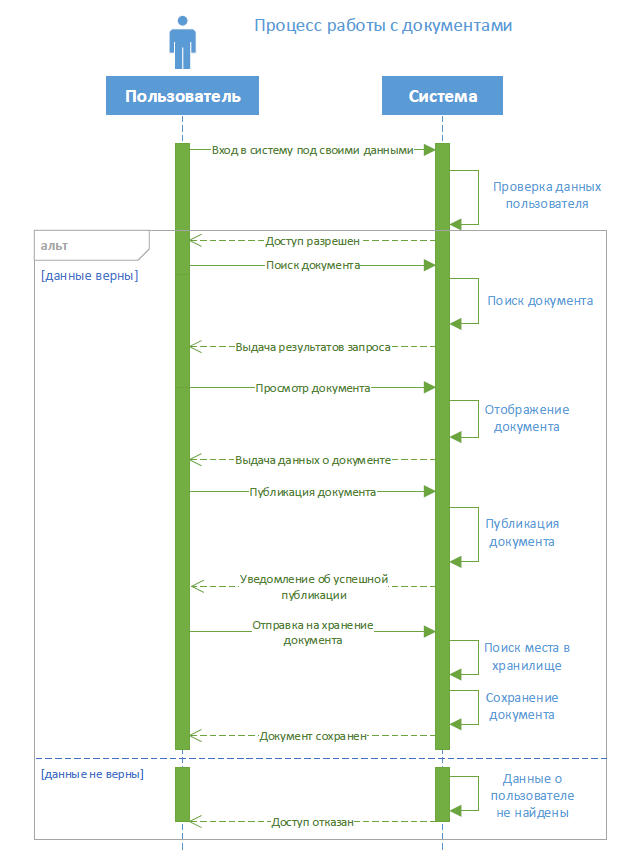 Процесс работы с документами
Пользователь
Система
Вход в систему под своими данными
Проверка данных
пользователя
альт
Доступ разрешен
[данные верны]
Поиск документа
Поиск документа
Выдача результатов запроса
Просмотр документа
Отображение
документа
Выдача данных о документе
Публикация документа
Публикация
документа
Уведомление об успешной
публикации
Отправка на хранение
документа
Поиск места в
хранилище
Сохранение
документа
Документ сохранен
[данные не верны]
Данные о
пользователе
не найдены
Доступ отказан